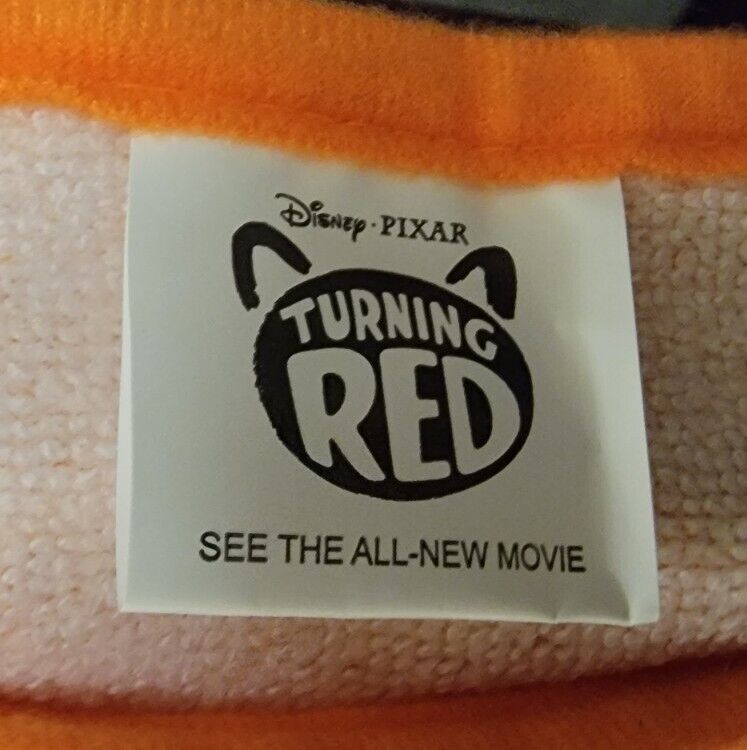 Disney · PIXAR
TURNING
RED
SEE THE ALL-NEW MOVIE